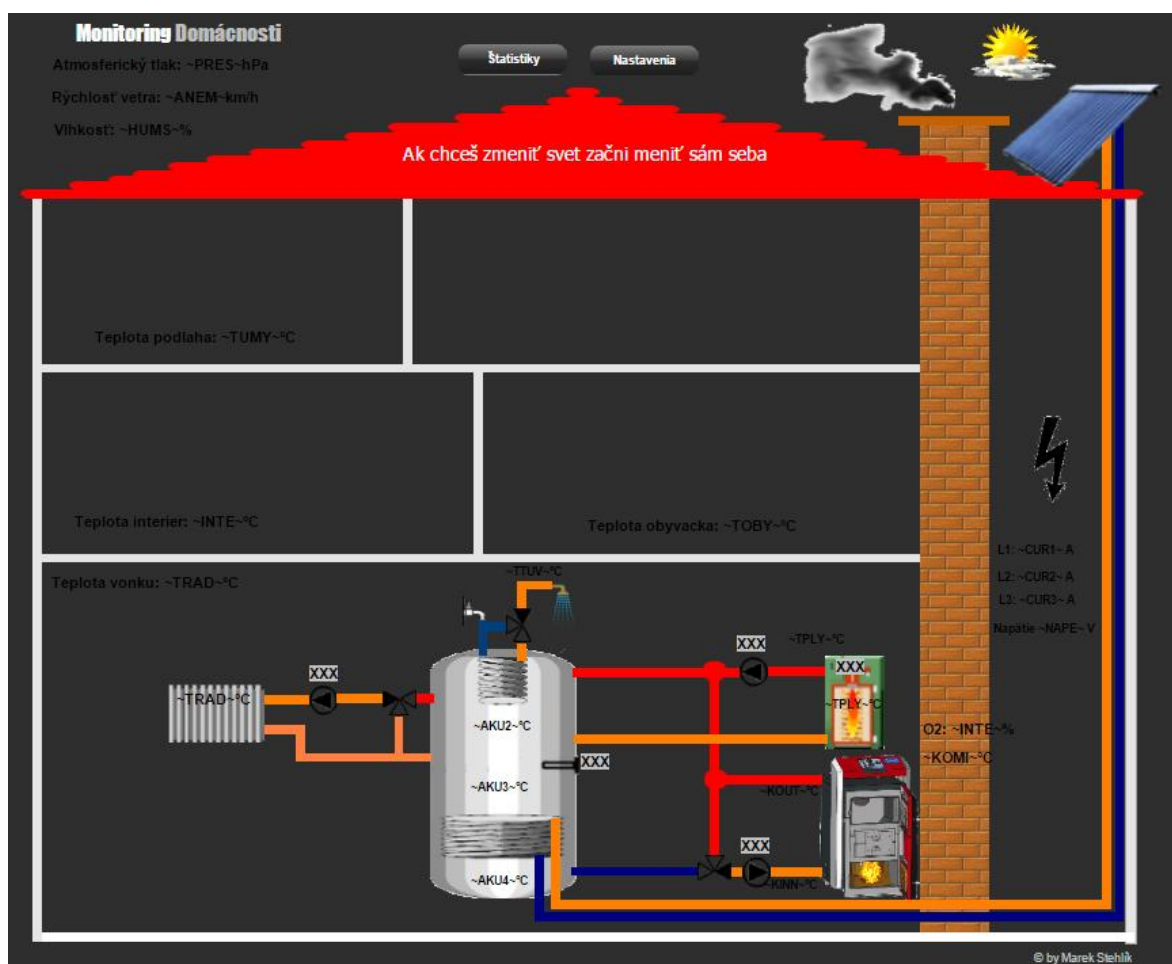 Monitoring Domácnosti
Štatistiky
Nastavenia
Atmosferický tlak: ~PRES~hPa
Rýchlosť vetra: ~ANEM~km/h
Vlhkosť: ~HUMS~%
Ak chceš zmeniť svet začni meniť sám seba
Teplota podlaha: ~TUMY~°C
Teplota interier: ~INTE~°C
Teplota obyvacka: ~TOBY~°C
L1: ~CUR1~ A
L2: ~CUR2~ A
L3: ~CUR3~ A
Napätie ~NAPE~ V
Teplota vonku: ~TRAD~°C
~TTUV~°C
~TPLY~°C
XXX
XXX
XXX
~TRAD~°C
~TPLY~°C
~AKU2~°C
O2: ~INTE~%
~KOMI~°C
XXX
~AKU3~°C
~KOUT~°C
XXX
~AKU4~°C
~KINN~°C
© by Marek Stehlík